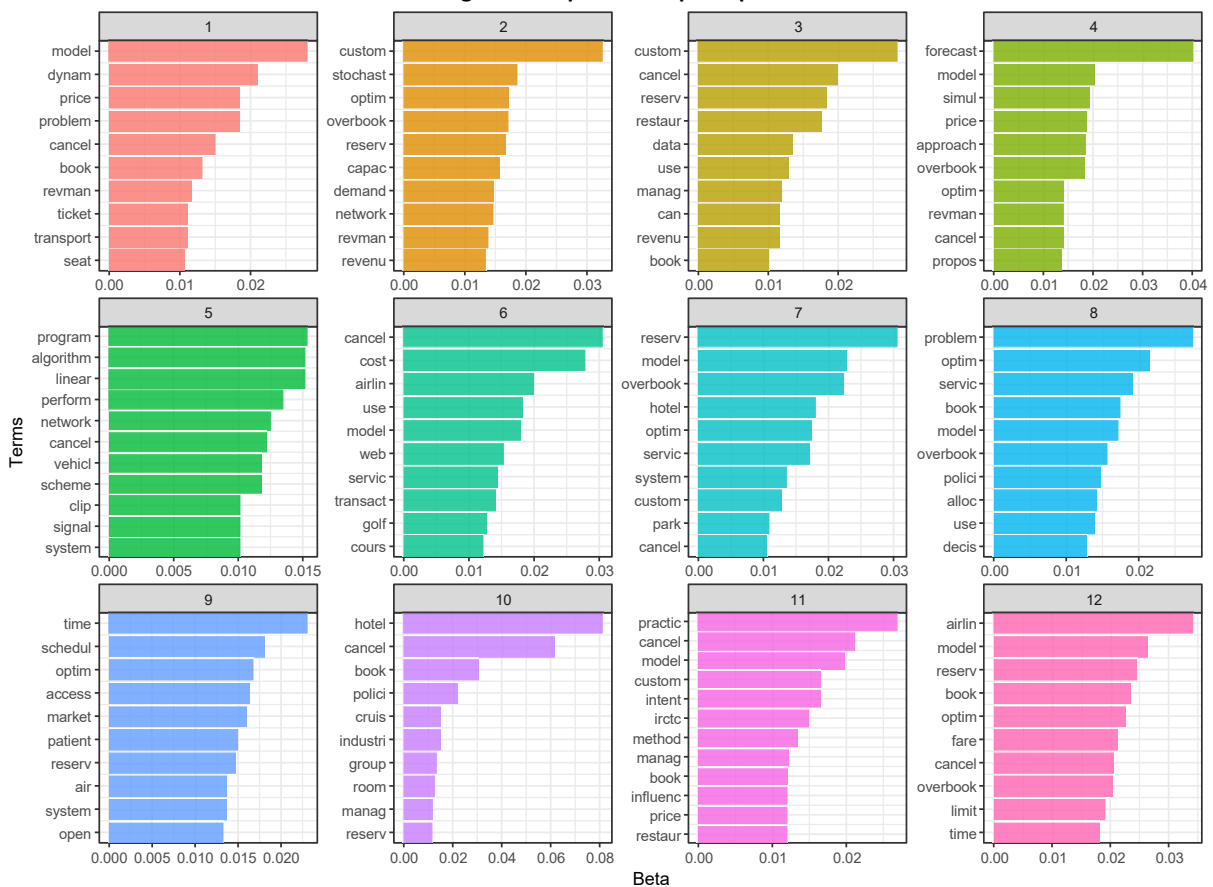 1
model
dynam
price
problem
cancel
book
revman
ticket
transport
seat
0.00 0.01 0.02
2
custom
stochast
optim
overbook
reserv
capac
demand
network
revman
revenu
0.00 0.01 0.02 0.03
3
custom
cancel
reserv
restaur
data
use
manag
can
revenu
book
0.00 0.01 0.02
4
forecast
model
simul
price
approach
overbook
optim
revman
cancel
propos
0.00 0.01 0.02 0.03 0.04
Terms
5
program
algorithm
linear
perform
network
cancel
vehicl
scheme
clip
signal
system
0.000 0.005 0.010 0.015
6
cancel
cost
airlin
use
model
web
servic
transact
golf
cours
0.00 0.01 0.02 0.03
7
reserv
model
overbook
hotel
optim
servic
system
custom
park
cancel
0.00 0.01 0.02 0.03
8
problem
optim
servic
book
model
overbook
polici
alloc
use
decis
0.00 0.01 0.02
9
time
schedul
optim
access
market
patient
reserv
air
system
open
0.000 0.005 0.010 0.015 0.020
10
hotel
cancel
book
polici
cruis
industri
group
room
manag
reserv
0.00 0.02 0.04 0.06 0.08
11
practic
cancel
model
custom
intent
irctc
method
manag
book
influenc
price
restaur
0.00 0.01 0.02
12
airlin
model
reserv
book
optim
fare
cancel
overbook
limit
time
0.00 0.01 0.02 0.03
Beta